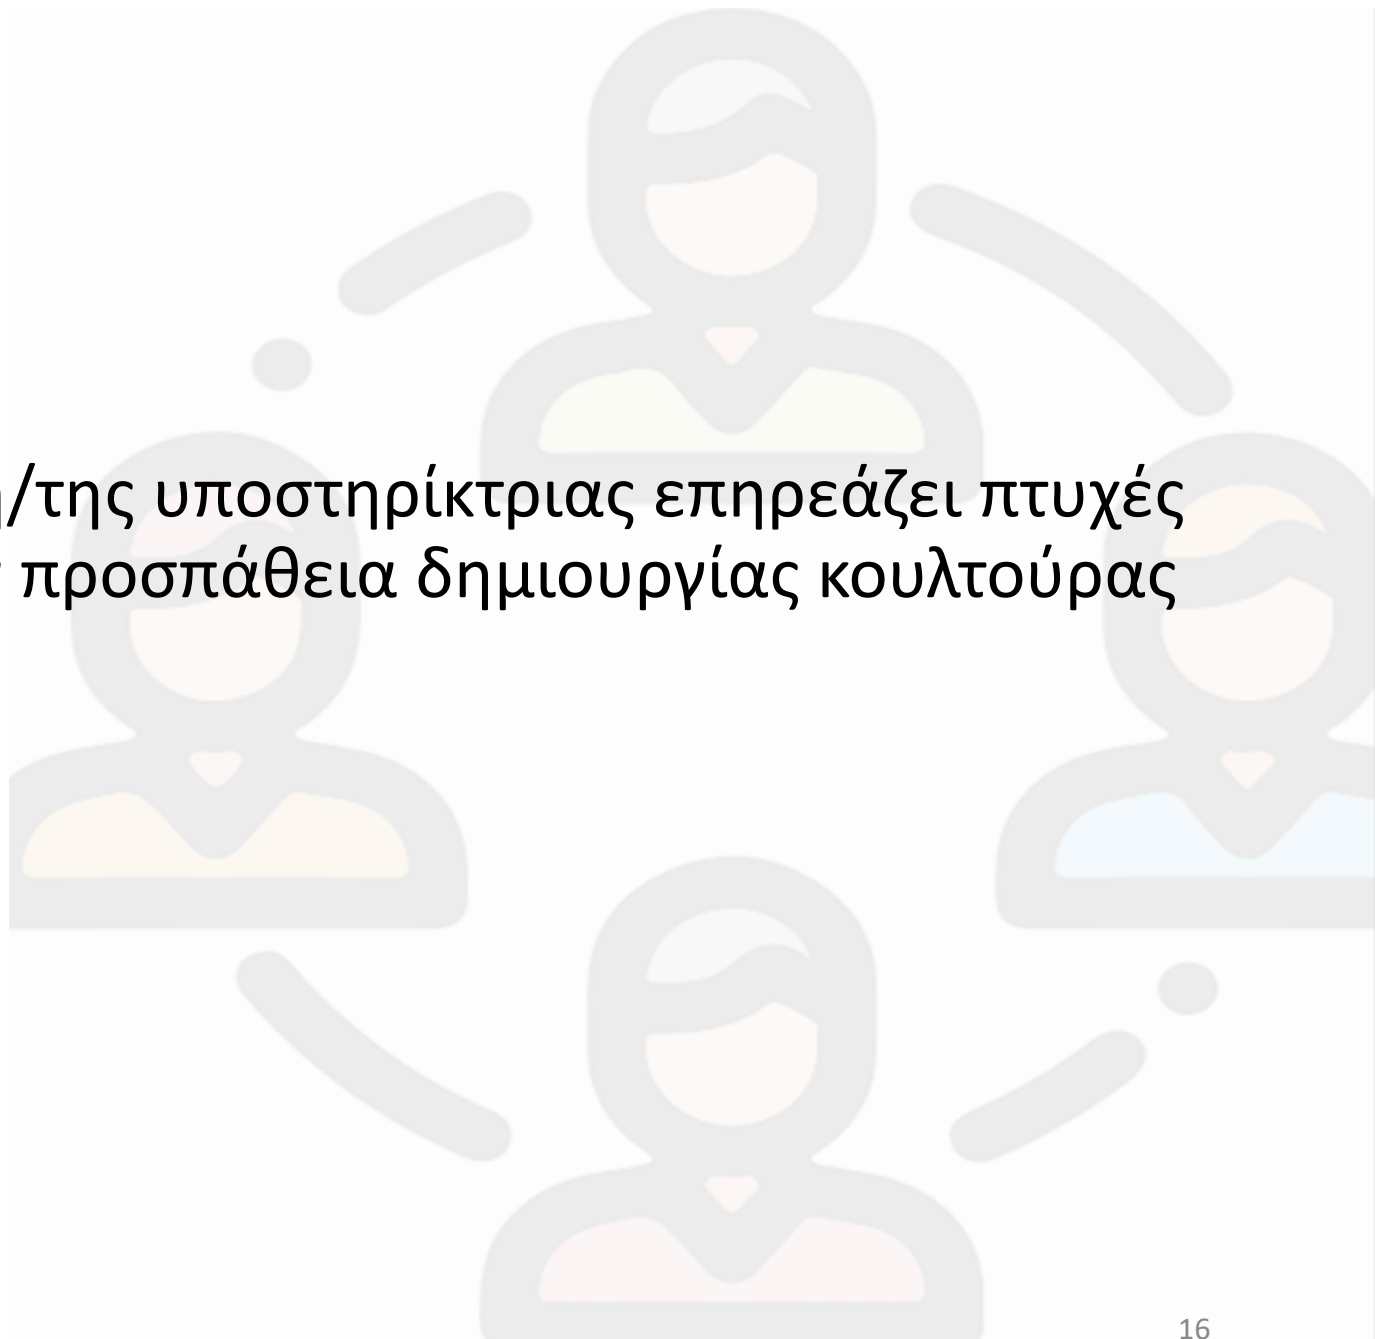 /της υποστηρίκτριας επηρεάζει πτυχές
προσπάθεια δημιουργίας κουλτούρας
16